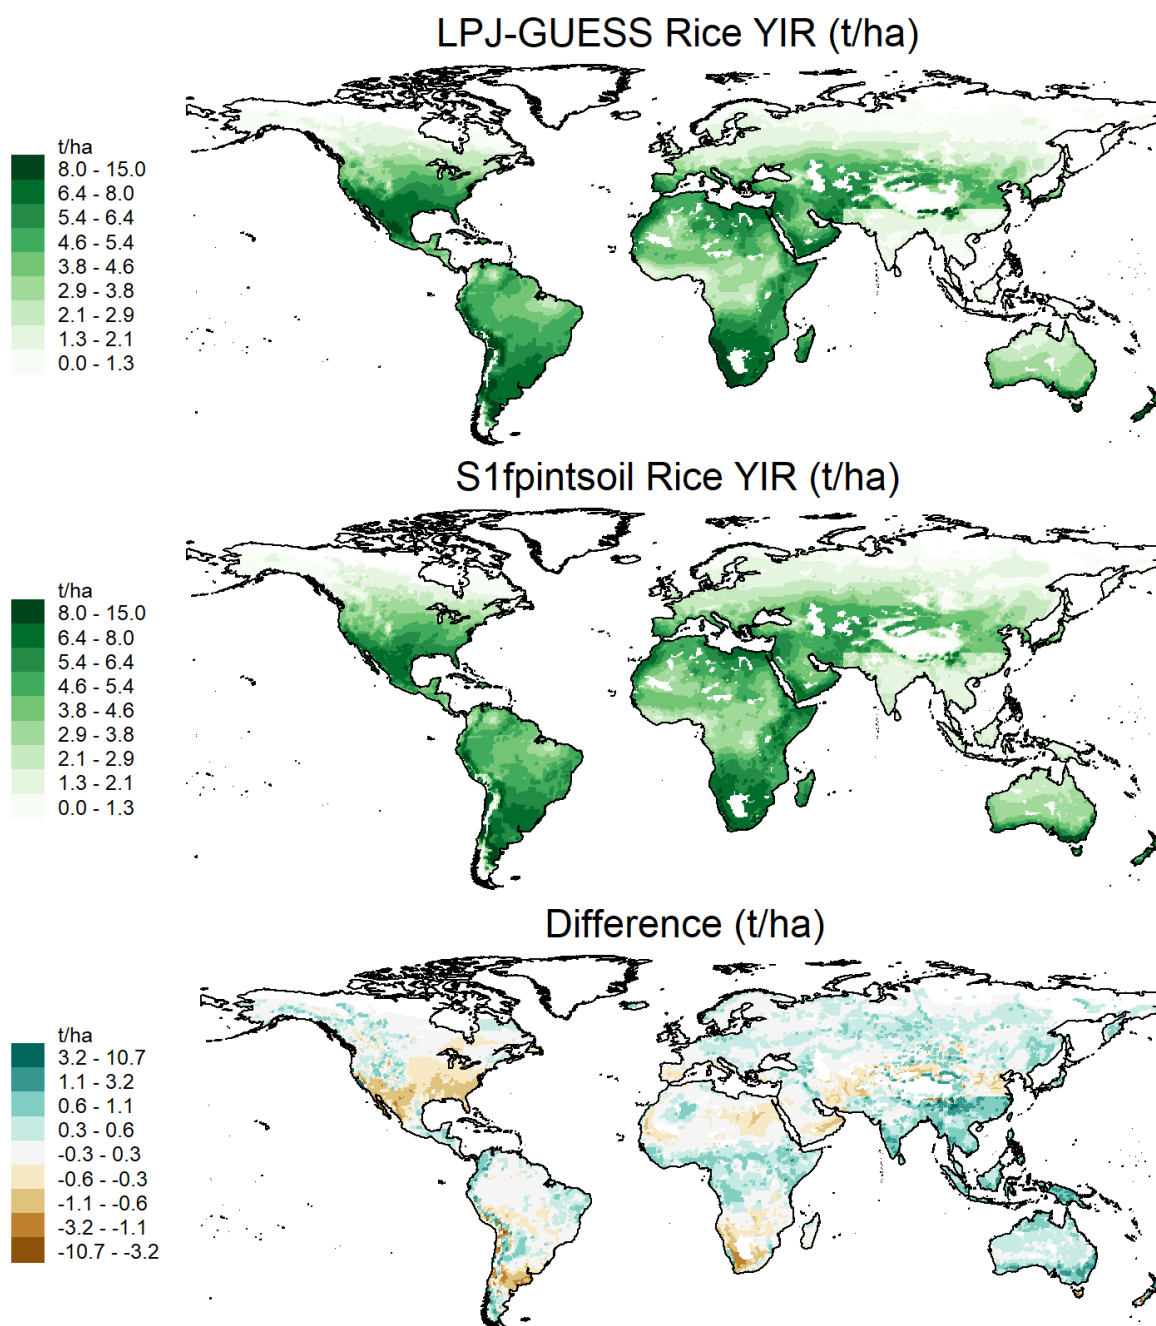 LPJ-GUESS Rice YIR (t/ha)
t/ha
8.0 - 15.0
6.4 - 8.0
5.4 - 6.4
4.6 - 5.4
3.8 - 4.6
2.9 - 3.8
2.1 - 2.9
1.3 - 2.1
0.0 - 1.3
S1fpintsoil Rice YIR (t/ha)
t/ha
8.0 - 15.0
6.4 - 8.0
5.4 - 6.4
4.6 - 5.4
3.8 - 4.6
2.9 - 3.8
2.1 - 2.9
1.3 - 2.1
0.0 - 1.3
Difference (t/ha)
t/ha
3.2 - 10.7
1.1 - 3.2
0.6 - 1.1
0.3 - 0.6
-0.3 - 0.3
-0.6 - -0.3
-1.1 - -0.6
-3.2 - -1.1
-10.7 - -3.2